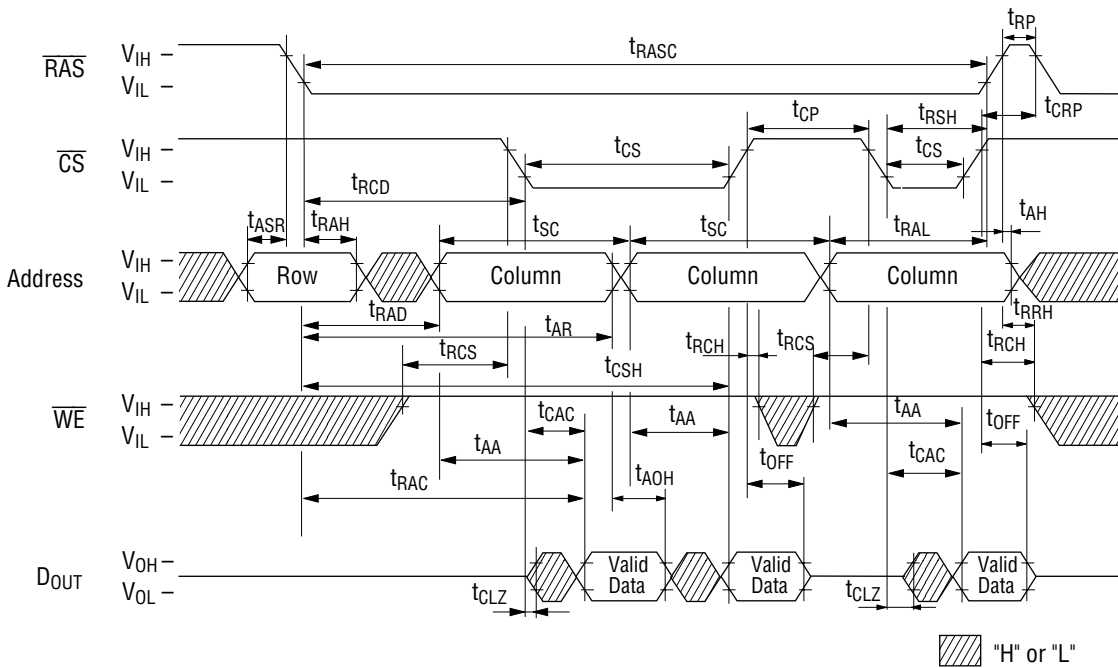 tRP
RAS
VIH
VIL
tRASC
tCRP
CS
VIH
VIL
tCP
tRSH
tCS
tCS
tRCD
tASR
tRAH
tSC
tSC
tRAL
tAH
Address
VIH
VIL
Row
Column
Column
Column
tRAD
tAR
tRRH
tRCS
tRCH
tRCS
tRCH
tCSH
WE
VIH
VIL
tCAC
tAA
tAA
tOFF
tAA
tOFF
tCAC
tRAC
tAOH
DOUT
VOH
VOL
Valid
Data
Valid
Data
Valid
Data
tCLZ
tCLZ
"H" or "L"